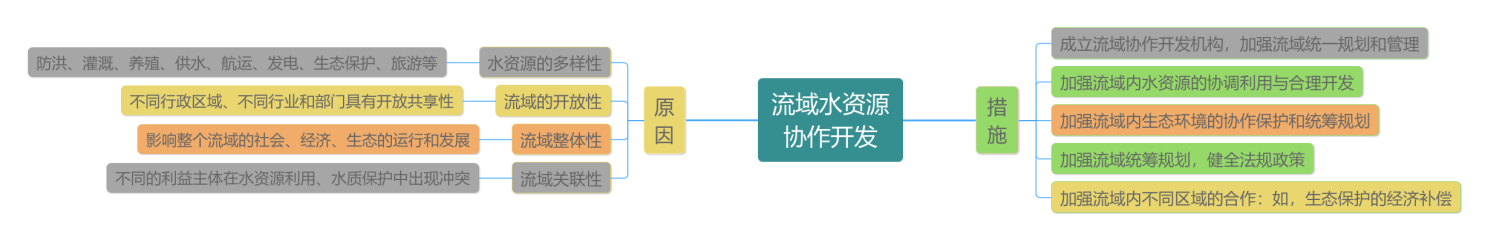 流域水资源
协作开发
原
因
水资源的多样性
防洪、灌溉、养殖、供水、航运、发电、生态保护、旅游等
流域的开放性
不同行政区域、不同行业和部门具有开放共享性
流域整体性
影响整个流域的社会、经济、生态的运行和发展
流域关联性
不同的利益主体在水资源利用、水质保护中出现冲突
措
施
成立流域协作开发机构，加强流域统一规划和管理
加强流域内水资源的协调利用与合理开发
加强流域内生态环境的协作保护和统筹规划
加强流域统筹规划，健全法规政策
加强流域内不同区域的合作：如，生态保护的经济补偿